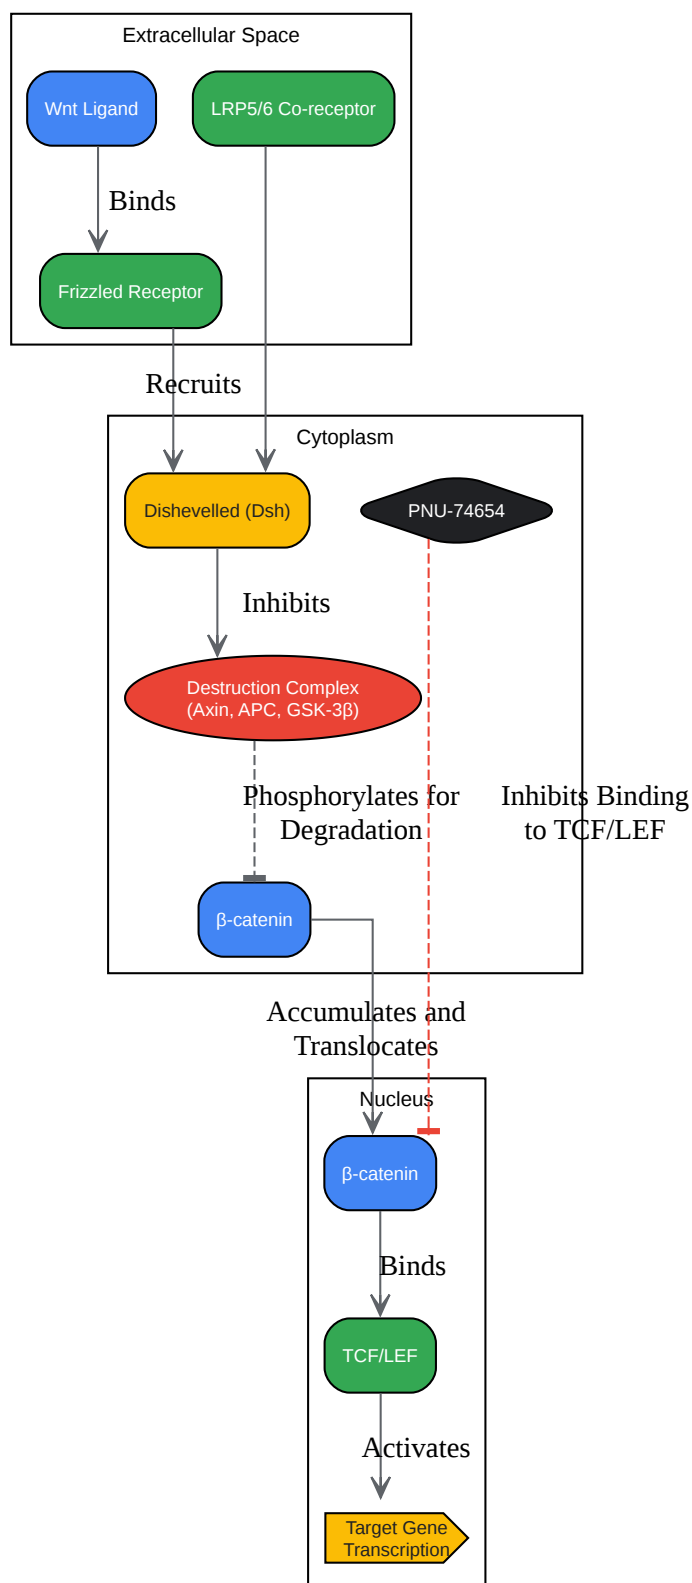 Extracellular Space
Wnt Ligand
LRP5/6 Co-receptor
Binds
Frizzled Receptor
Recruits
Cytoplasm
Dishevelled (Dsh)
PNU-74654
Inhibits
Destruction Complex
(Axin, APC, GSK-3β)
Phosphorylates for
Degradation
Inhibits Binding
to TCF/LEF
β-catenin
Accumulates and
Translocates
Nucleus
β-catenin
Binds
TCF/LEF
Activates
Target Gene
Transcription